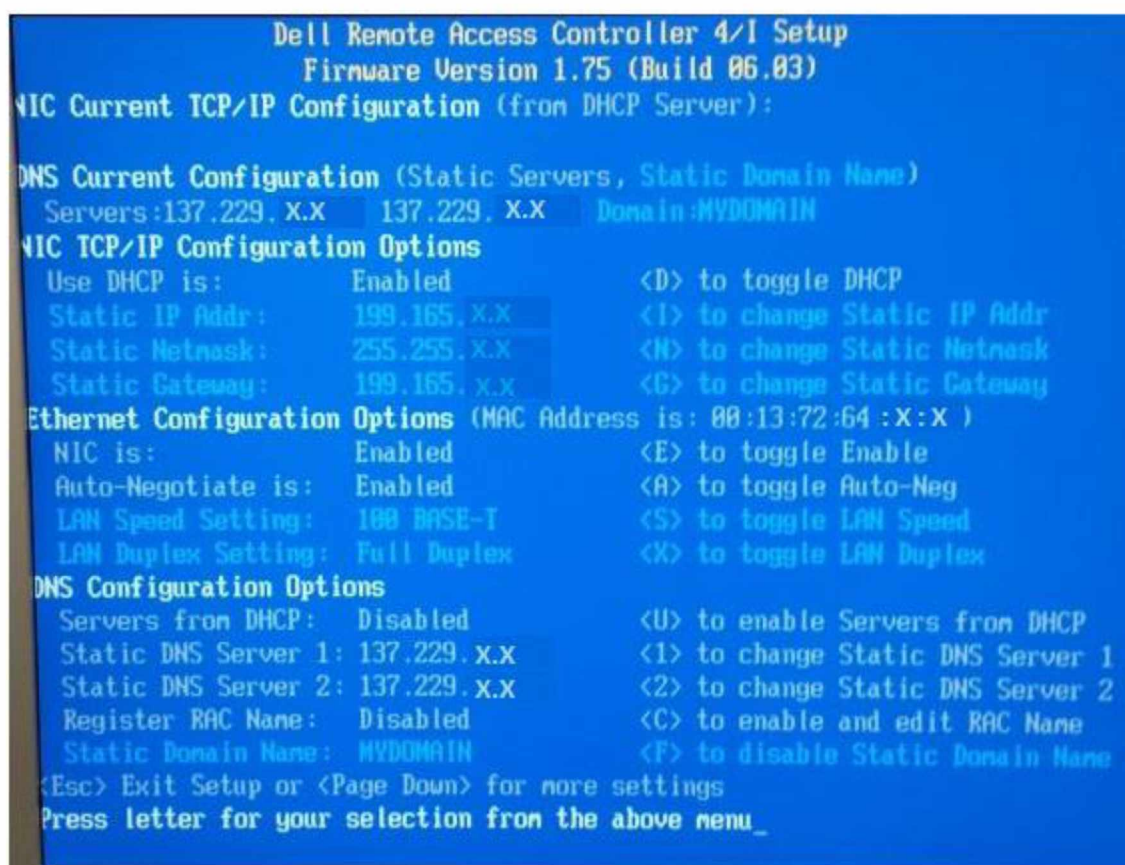 Dell Remote Access Controller 4/I Setup
Firmware Version 1.75 (Build 06.03)
NIC Current TCP/IP Configuration (from DHCP Server):
DNS Current Configuration (Static Servers, Static Domain Name)
Servers:137.229. X.X 137.229. X.X Domain:MYDOMAIN
NIC TCP/IP Configuration Options
Use DHCP is: Enabled <D> to toggle DHCP
Static IP Addr: 199.165. X.X <I> to change Static IP Addr
Static Netmask: 255.255. X.X <N> to change Static Netmask
Static Gateway: 199.165. X.X <G> to change Static Gateway
Ethernet Configuration Options (MAC Address is: 00:13:72:64 :X:X )
NIC is: Enabled <E> to toggle Enable
Auto-Negotiate is: Enabled <A> to toggle Auto-Neg
LAN Speed Setting: 100 BASE-T <S> to toggle LAN Speed
LAN Duplex Setting: Full Duplex <X> to toggle LAN Duplex
DNS Configuration Options
Servers from DHCP: Disabled <U> to enable Servers from DHCP
Static DNS Server 1: 137.229. X.X <1> to change Static DNS Server 1
Static DNS Server 2: 137.229. X.X <2> to change Static DNS Server 2
Register RAC Name: Disabled <C> to enable and edit RAC Name
Static Domain Name: MYDOMAIN <F> to disable Static Domain Name
<Esc> Exit Setup or <Page Down> for more settings
Press letter for your selection from the above menu_